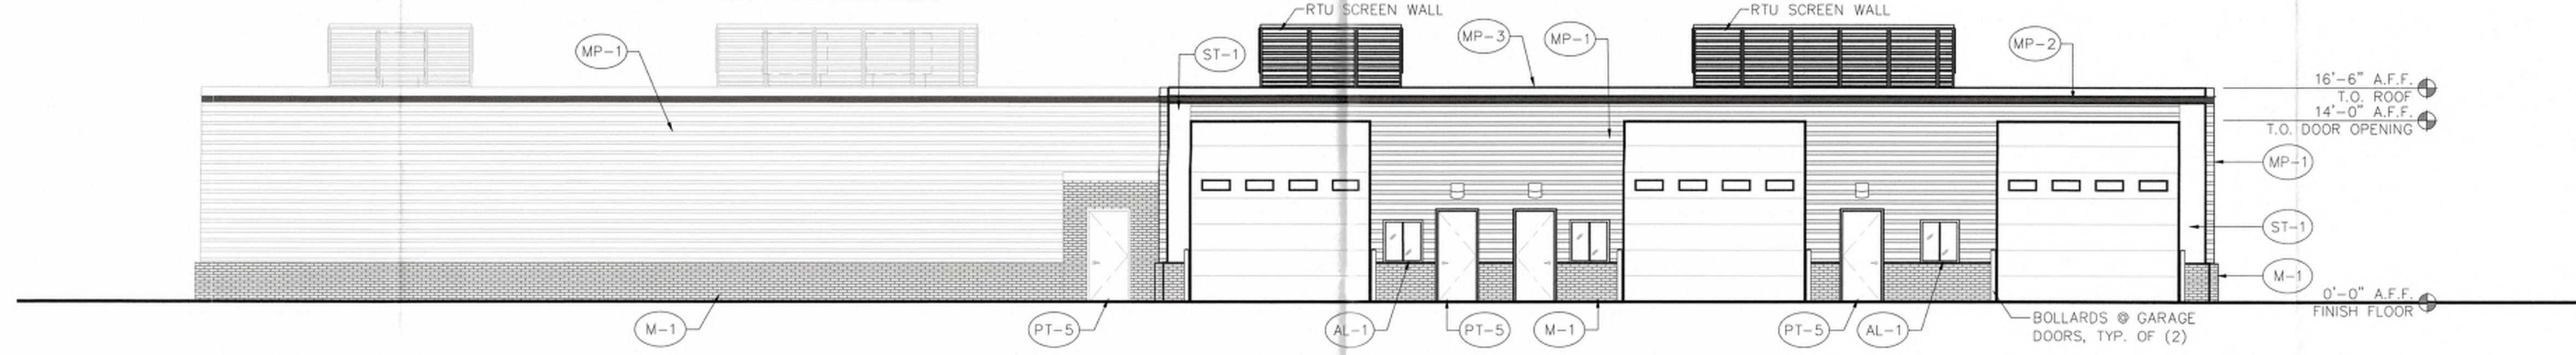 RTU SCREEN WALL
RTU SCREEN WALL
MP-1
ST-1
MP-3
MP-1
MP-2
16'-6" A.F.F.
T.O. ROOF
14'-0" A.F.F.
T.O. DOOR OPENING
MP-1
ST-1
M-1
0'-0" A.F.F.
FINISH FLOOR
M-1
PT-5
AL-1
PT-5
M-1
PT-5
AL-1
BOLLARDS @ GARAGE
DOORS, TYP. OF (2)